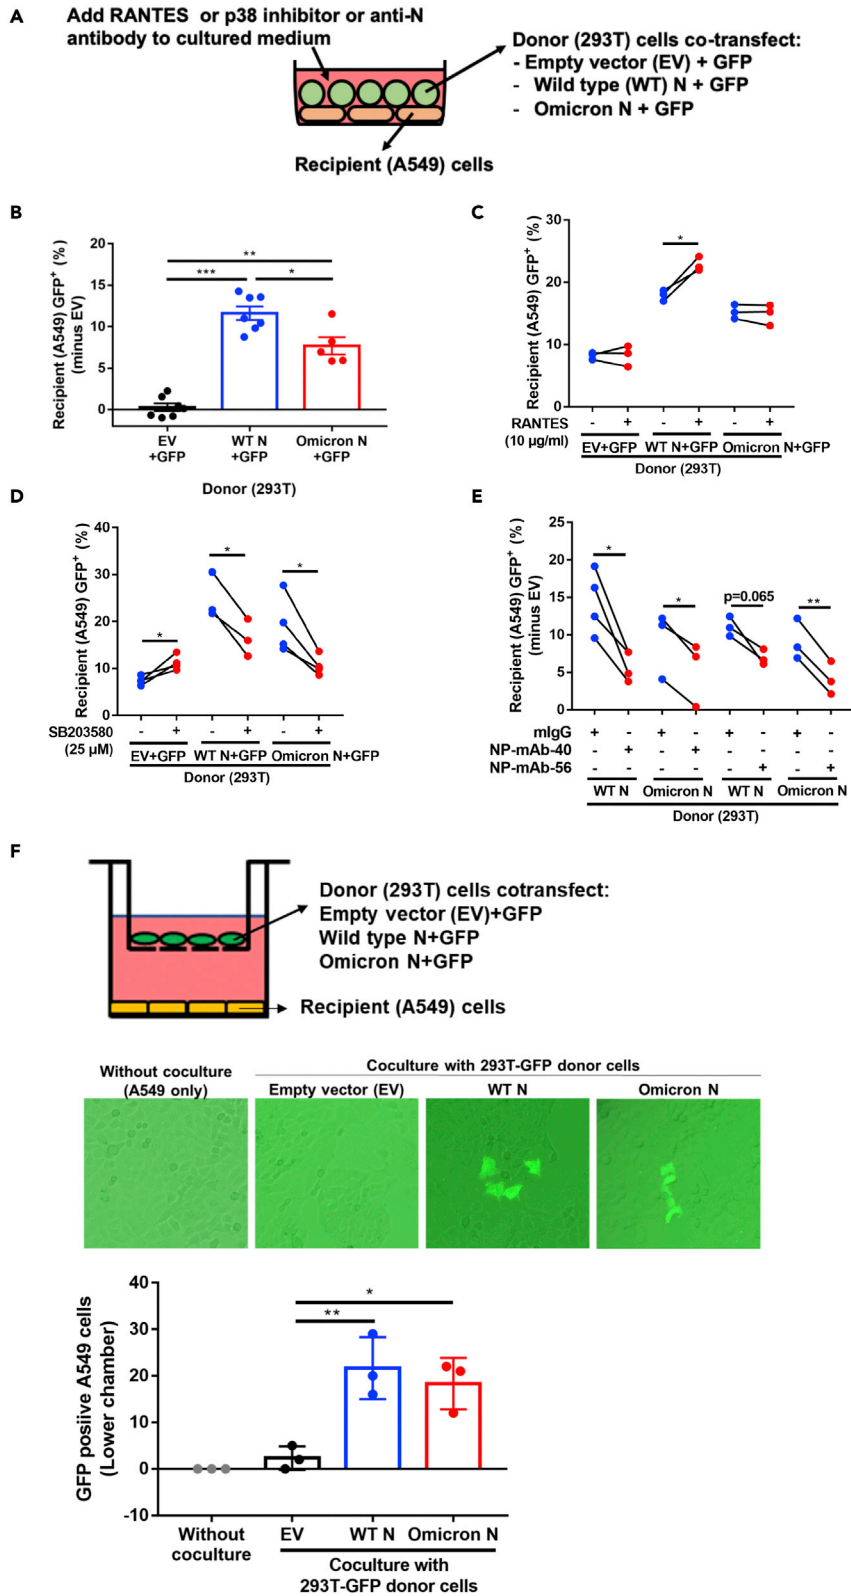 A
Add RANTES or p38 inhibitor or anti-N
antibody to cultured medium
Donor (293T) cells co-transfect:
- Empty vector (EV) + GFP
- Wild type (WT) N + GFP
- Omicron N + GFP
Recipient (A549) cells
B
Recipient (A549) GFP+ (%)
(minus EV)
20
15
10
5
0
**
***
*
EV
+GFP
WT N
+GFP
Omicron N
+GFP
Donor (293T)
C
Recipient (A549) GFP+ (%)
30
20
10
0
*
RANTES
(10 µg/ml)
- + - + - +
EV+GFP WT N+GFP Omicron N+GFP
Donor (293T)
D
Recipient (A549) GFP+ (%)
40
30
20
10
0
*
*
*
SB203580
(25 µM)
- + - + - +
EV+GFP WT N+GFP Omicron N+GFP
Donor (293T)
E
Recipient (A549) GFP+ (%)
(minus EV)
25
20
15
10
5
0
*
*
p=0.065
**
mIgG + - + - + - + -
NP-mAb-40 - + - + - - - -
NP-mAb-56 - - - - - + - +
WT N Omicron N WT N Omicron N
Donor (293T)
F
Donor (293T) cells cotransfect:
Empty vector (EV)+GFP
Wild type N+GFP
Omicron N+GFP
Recipient (A549) cells
Without coculture
(A549 only)
Coculture with 293T-GFP donor cells
Empty vector (EV) WT N Omicron N
GFP posiive A549 cells
(Lower chamber)
40
30
20
10
0
-10
*
**
Without
coculture
EV WT N Omicron N
Coculture with
293T-GFP donor cells